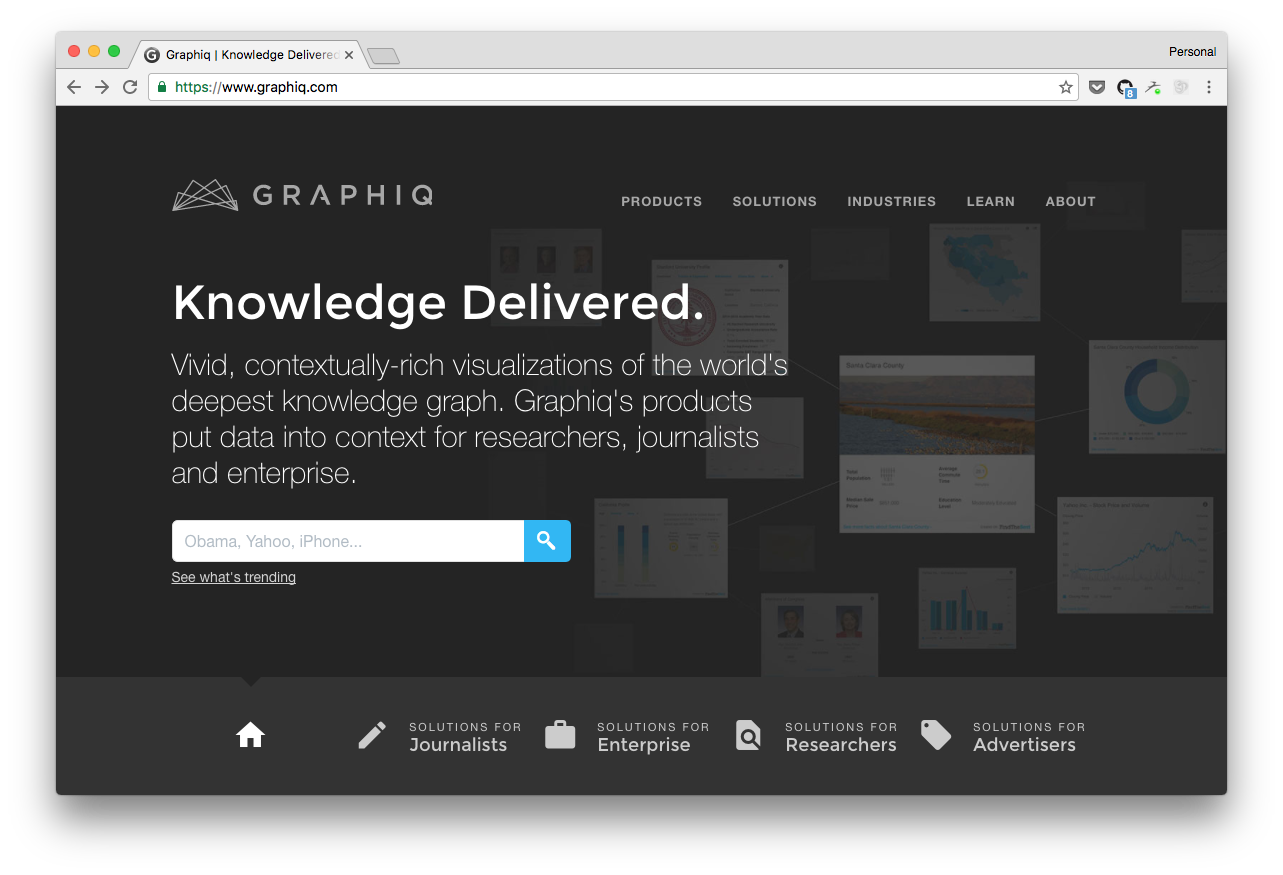 Graphiq | Knowledge Delivered
Personal
https://www.graphiq.com
8
GRAPHIQ
PRODUCTS SOLUTIONS INDUSTRIES LEARN ABOUT
Knowledge Delivered.
Vivid, contextually-rich visualizations of the world's
deepest knowledge graph. Graphiq's products
put data into context for researchers, journalists
and enterprise.
Obama, Yahoo, iPhone...
See what's trending
Santa Clara County
SOLUTIONS FOR
Journalists
SOLUTIONS FOR
Enterprise
SOLUTIONS FOR
Researchers
SOLUTIONS FOR
Advertisers